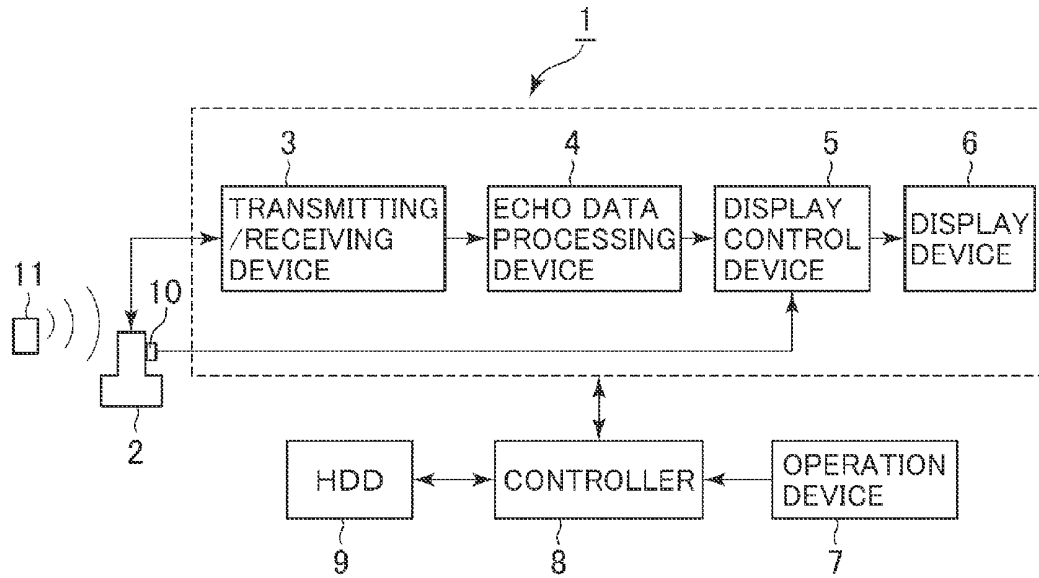 1
3
4
5
6
TRANSMITTING
/RECEIVING
DEVICE
ECHO DATA
PROCESSING
DEVICE
DISPLAY
CONTROL
DEVICE
DISPLAY
DEVICE
11
10
2
HDD
CONTROLLER
OPERATION
DEVICE
9
8
7